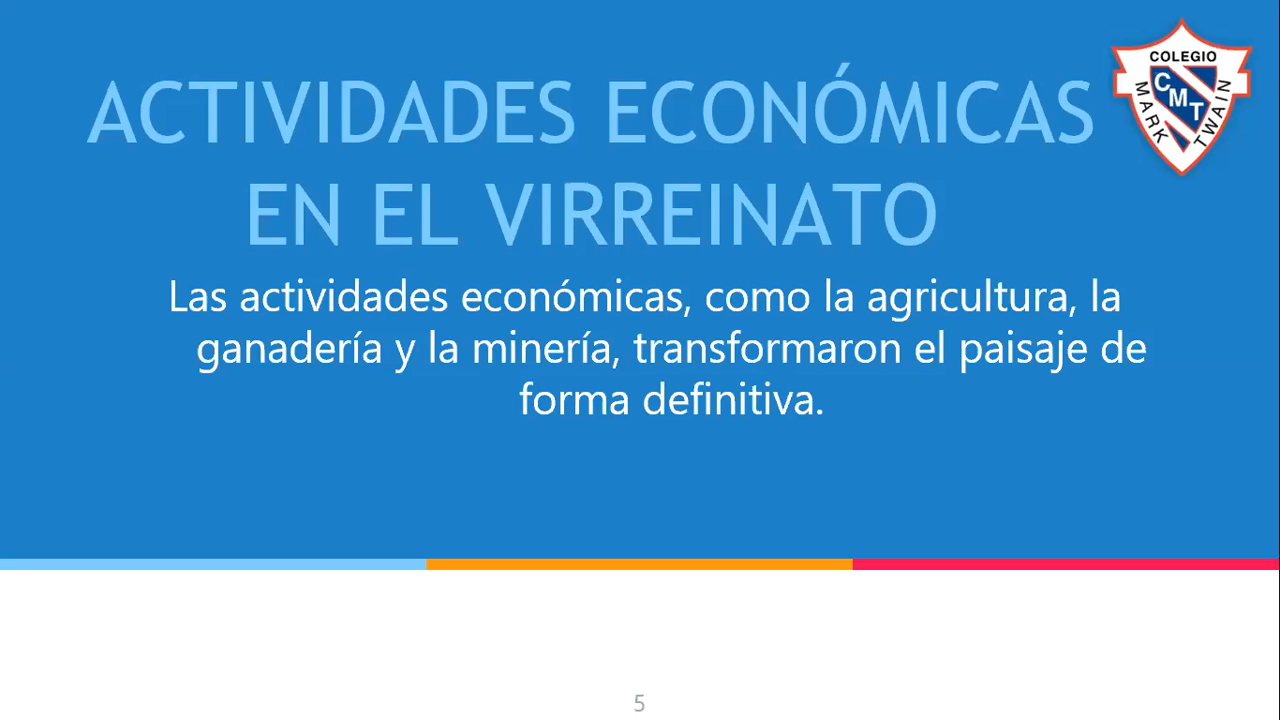 COLEGIO
CMT
MARK TWAIN
ACTIVIDADES ECONÓMICAS
EN EL VIRREINATO
Las actividades económicas, como la agricultura, la
ganadería y la minería, transformaron el paisaje de
forma definitiva.
5